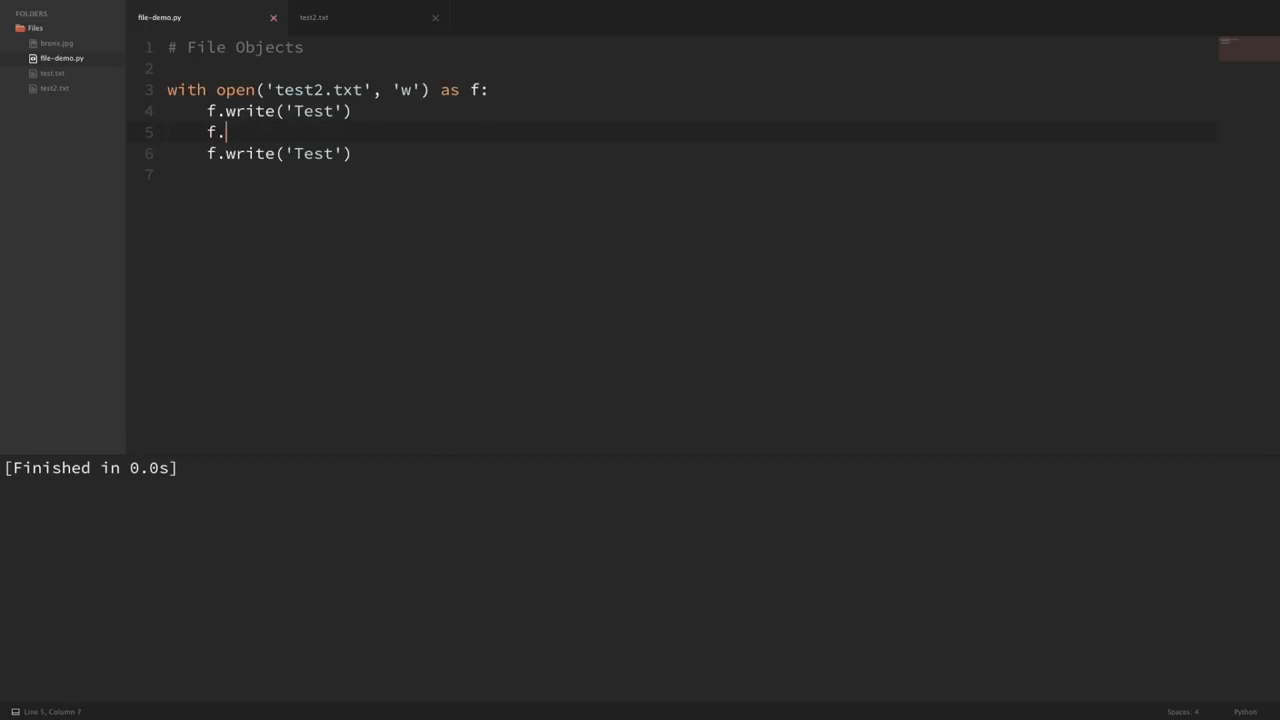 FOLDERS
Files
bronx.jpg
file-demo.py
test.txt
test2.txt
file-demo.py
test2.txt
1 # File Objects
2
3 with open('test2.txt', 'w') as f:
4 f.write('Test')
5 f.
6 f.write('Test')
7
[Finished in 0.0s]
Line 5, Column 7
Spaces: 4
Python